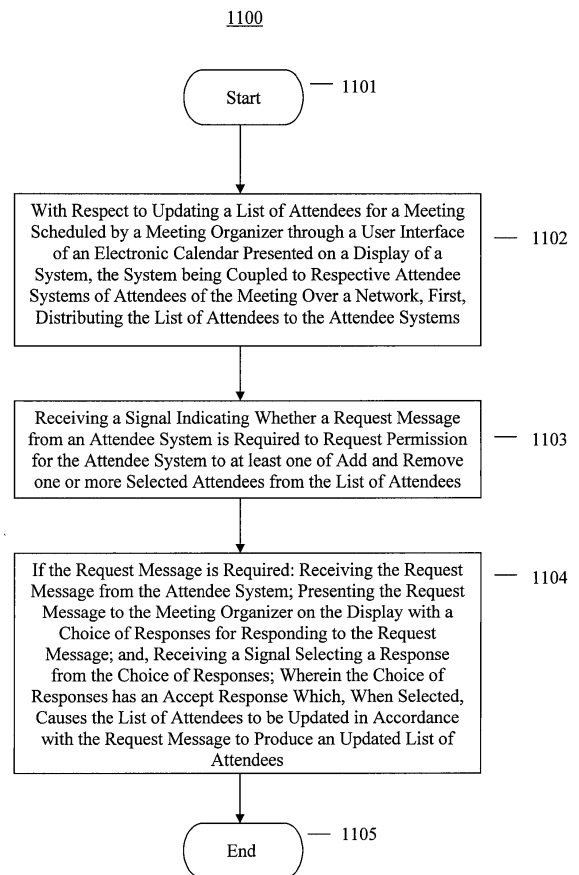 1100
Start
1101
With Respect to Updating a List of Attendees for a Meeting
Scheduled by a Meeting Organizer through a User Interface
of an Electronic Calendar Presented on a Display of a
System, the System being Coupled to Respective Attendee
Systems of Attendees of the Meeting Over a Network, First,
Distributing the List of Attendees to the Attendee Systems
1102
Receiving a Signal Indicating Whether a Request Message
from an Attendee System is Required to Request Permission
for the Attendee System to at least one of Add and Remove
one or more Selected Attendees from the List of Attendees
1103
If the Request Message is Required: Receiving the Request
Message from the Attendee System; Presenting the Request
Message to the Meeting Organizer on the Display with a
Choice of Responses for Responding to the Request
Message; and, Receiving a Signal Selecting a Response
from the Choice of Responses; Wherein the Choice of
Responses has an Accept Response Which, When Selected,
Causes the List of Attendees to be Updated in Accordance
with the Request Message to Produce an Updated List of
Attendees
1104
End
1105